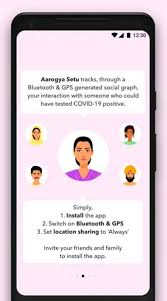 12:30
Aarogya Setu tracks, through a
Bluetooth & GPS generated social graph,
your interaction with someone who could
have tested COVID-19 positive.
Simply,
1. Install the app.
2. Switch on Bluetooth & GPS
3. Set location sharing to 'Always'
Invite your friends and family
to install the app.